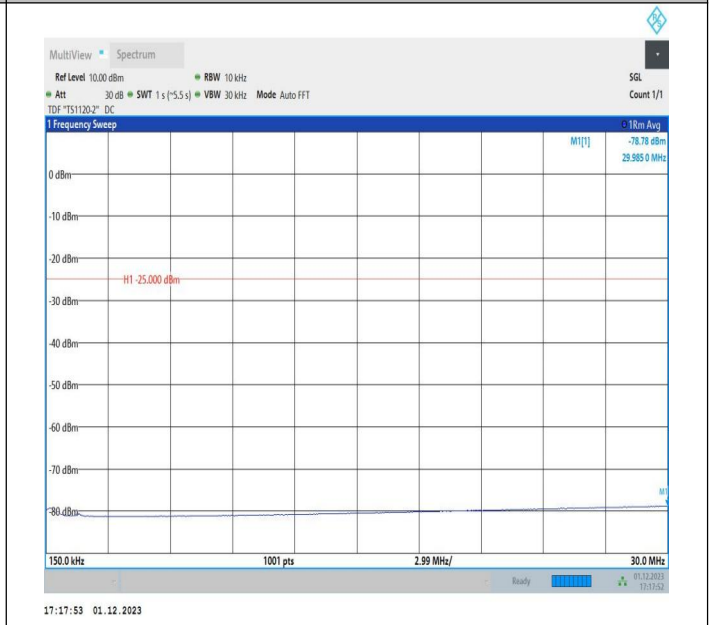 R S
MultiView Spectrum
Ref Level 10.00 dBm RBW 10 kHz SGL
Att 30 dB SWT 1 s (~5.5 s) VBW 30 kHz Mode Auto FFT Count 1/1
TDF "TS1120-2" DC
1 Frequency Sweep 1Rm Avg
M1[1] -78.78 dBm
29.985 0 MHz
0 dBm
-10 dBm
-20 dBm
H1 -25.000 dBm
-30 dBm
-40 dBm
-50 dBm
-60 dBm
-70 dBm
M1
-80 dBm
150.0 kHz 1001 pts 2.99 MHz/ 30.0 MHz
Ready 01.12.2023
17:17:52
17:17:53 01.12.2023